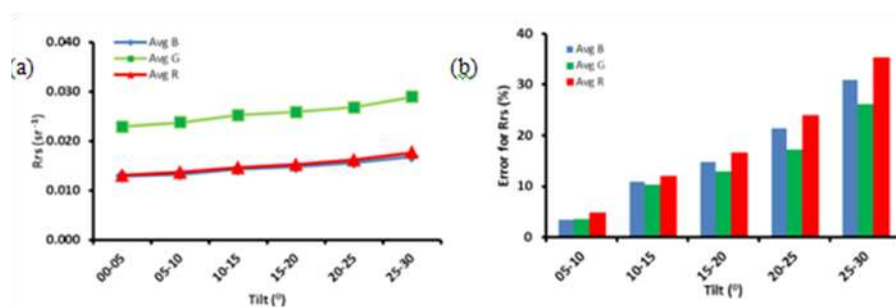 (a)
0.040
0.030
0.020
0.010
0.000
Rrs (sr⁻¹)
Avg B
Avg G
Avg R
00-05
05-10
10-15
15-20
20-25
25-30
Tilt (⁰)
(b)
40
30
20
10
0
Error for Rrs (%)
Avg B
Avg G
Avg R
05-10
10-15
15-20
20-25
25-30
Tilt (⁰)